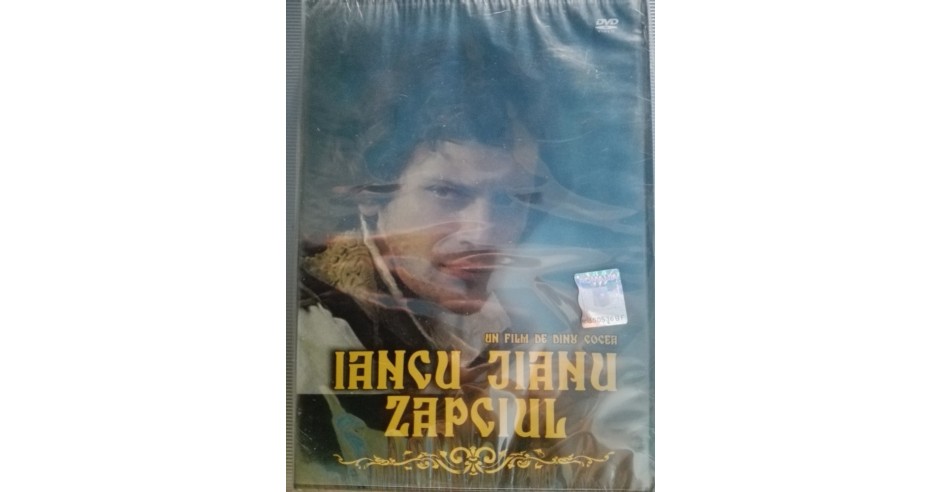 DVD
UN FILM DE DINU COCEA
IANCU JIANU
ZAPCIUL